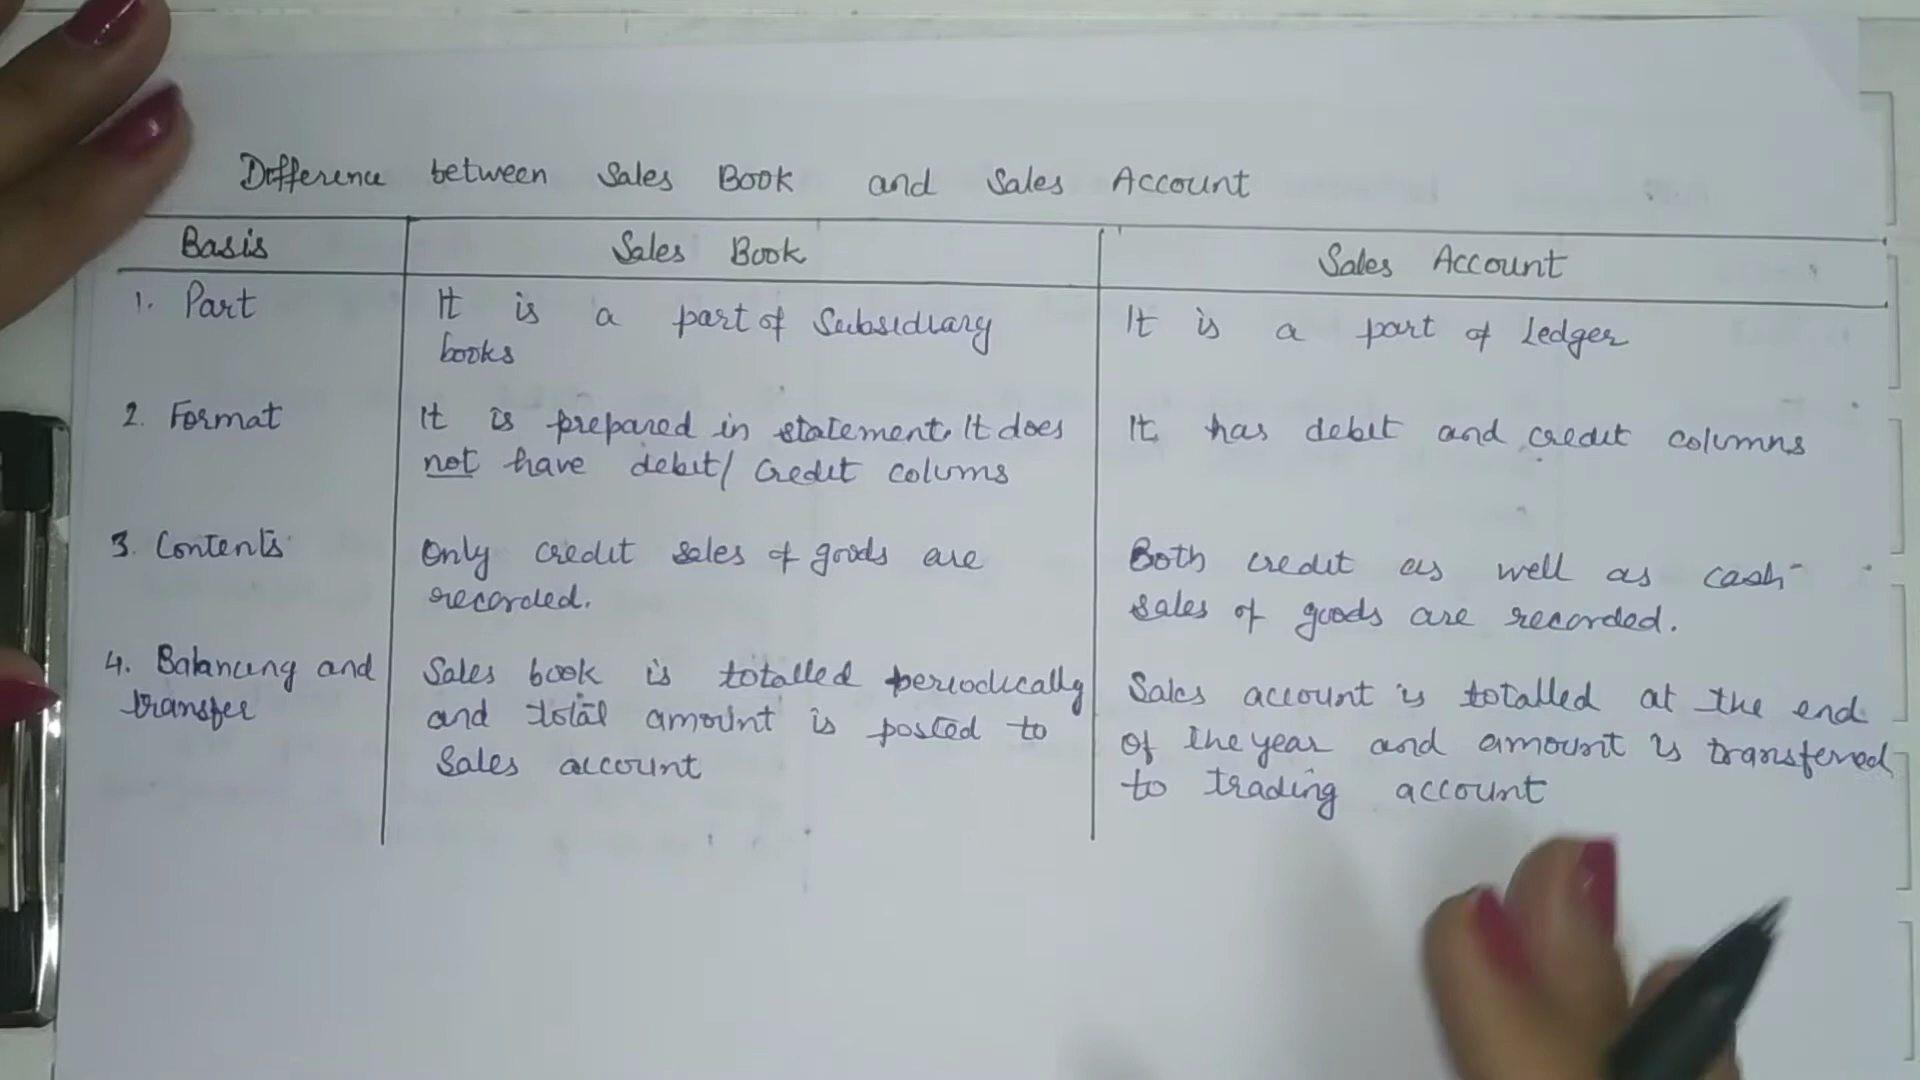 Difference between Sales Book and Sales Account
Basis Sales Book Sales Account
1. Part It is a part of Subsidiary It is a part of Ledger
books
2. Format It is prepared in statement. It does It has debit and credit columns
not have debit/ credit colums
3. Contents Only credit sales of goods are Both credit as well as cash
recorded. sales of goods are recorded.
4. Balancing and Sales book is totalled periodically Sales account is totalled at the end
transfer and total amount is posted to of the year and amount is transferred
Sales account to trading account